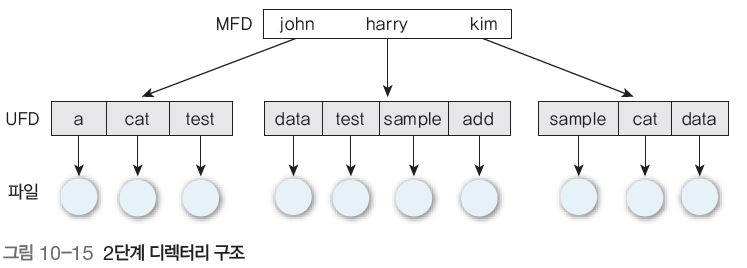 MFD john harry kim
UFD a cat test data test sample add sample cat data
파일
그림 10-15 2단계 디렉터리 구조